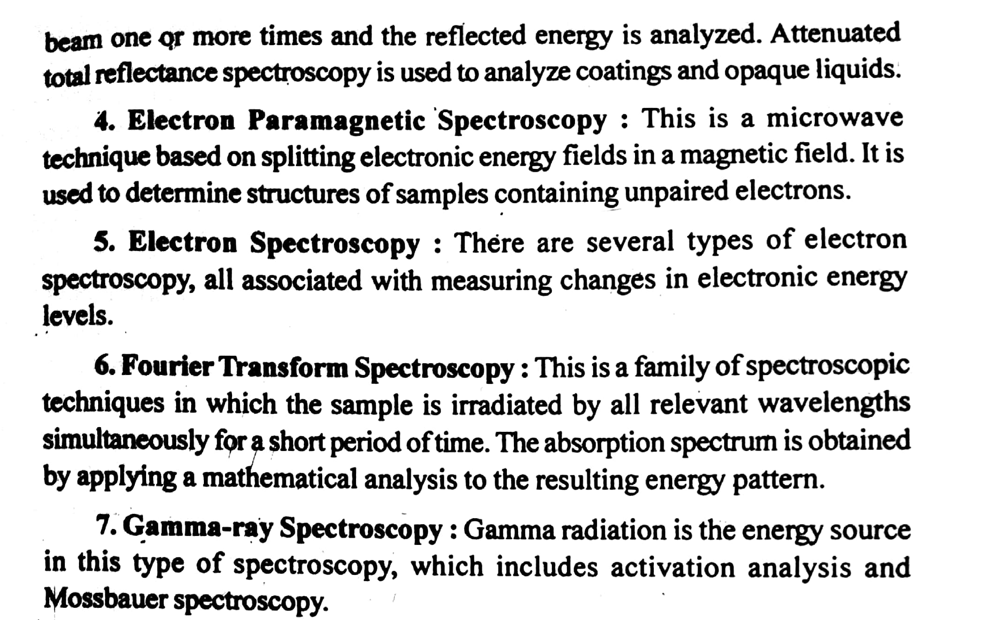 beam one or more times and the reflected energy is analyzed. Attenuated
total reflectance spectroscopy is used to analyze coatings and opaque liquids.
4. Electron Paramagnetic Spectroscopy : This is a microwave
technique based on splitting electronic energy fields in a magnetic field. It is
used to determine structures of samples containing unpaired electrons.
5. Electron Spectroscopy : There are several types of electron
spectroscopy, all associated with measuring changes in electronic energy
levels.
6. Fourier Transform Spectroscopy : This is a family of spectroscopic
techniques in which the sample is irradiated by all relevant wavelengths
simultaneously for a short period of time. The absorption spectrum is obtained
by applying a mathematical analysis to the resulting energy pattern.
7. Gamma-ray Spectroscopy : Gamma radiation is the energy source
in this type of spectroscopy, which includes activation analysis and
Mossbauer spectroscopy.